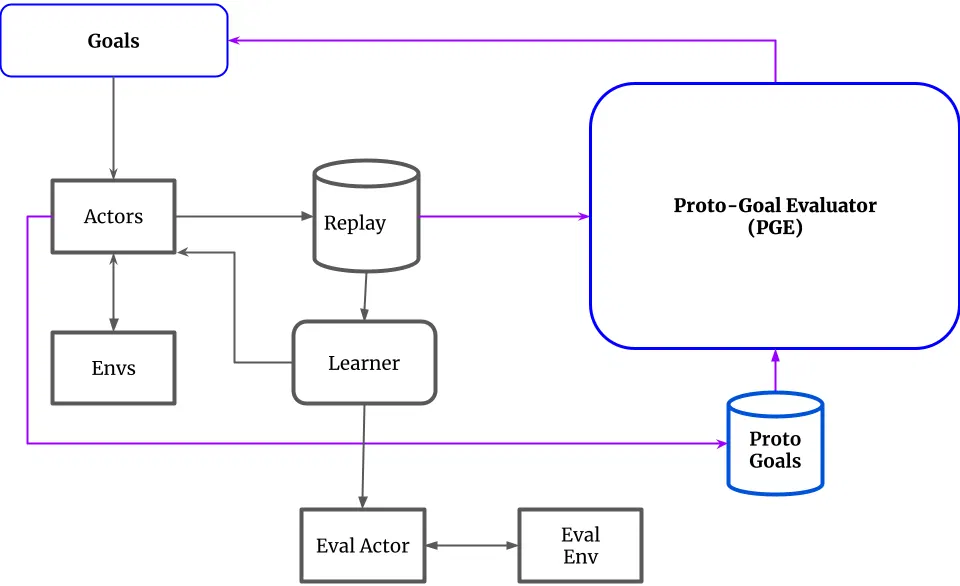 Goals
Actors
Replay
Proto-Goal Evaluator
(PGE)
Envs
Learner
Proto
Goals
Eval Actor
Eval
Env